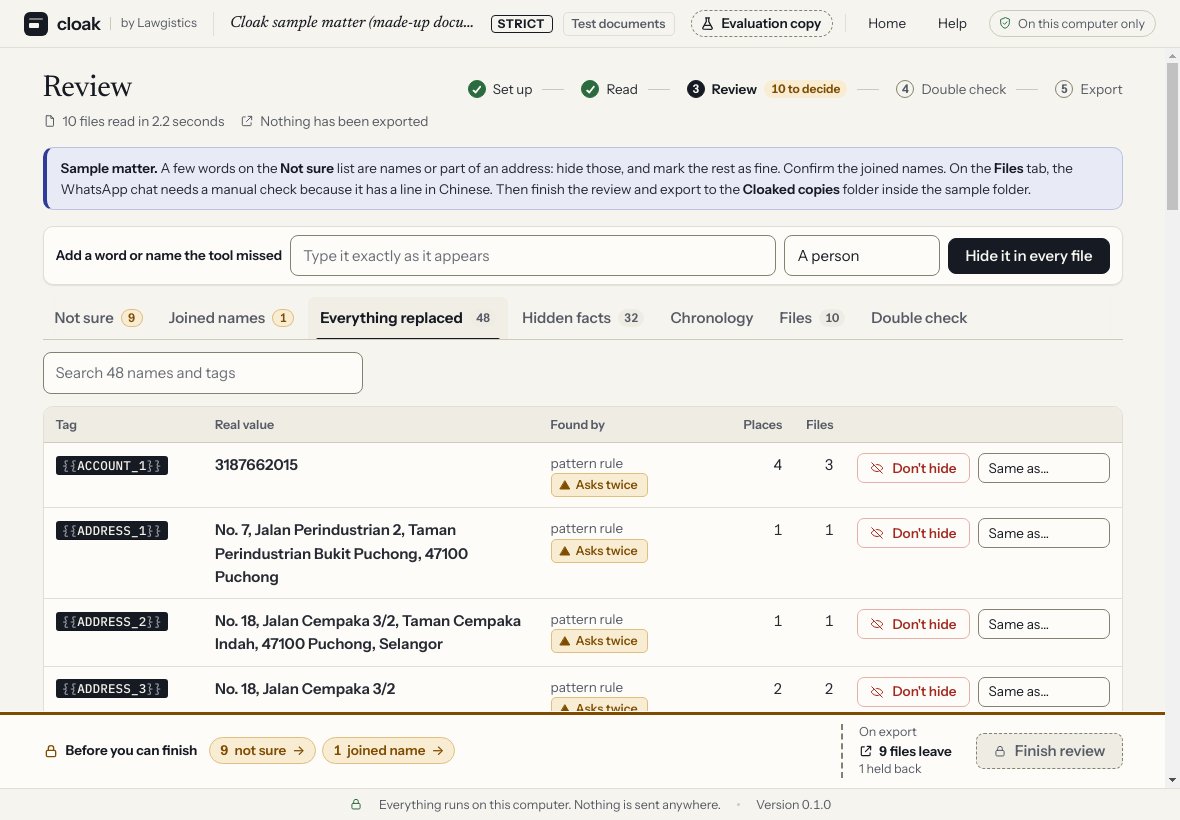 cloak by Lawgistics Cloak sample matter (made-up docu... STRICT Test documents Evaluation copy Home Help On this computer only
Review
Set up Read 3 Review 10 to decide 4 Double check 5 Export
10 files read in 2.2 seconds Nothing has been exported
Sample matter. A few words on the Not sure list are names or part of an address: hide those, and mark the rest as fine. Confirm the joined names. On the Files tab, the
WhatsApp chat needs a manual check because it has a line in Chinese. Then finish the review and export to the Cloaked copies folder inside the sample folder.
Add a word or name the tool missed Type it exactly as it appears A person Hide it in every file
Not sure 9 Joined names 1 Everything replaced 48 Hidden facts 32 Chronology Files 10 Double check
Search 48 names and tags
Tag Real value Found by Places Files
{{ACCOUNT_1}} 3187662015 pattern rule 4 3 Don't hide Same as...
Asks twice
{{ADDRESS_1}} No. 7, Jalan Perindustrian 2, Taman pattern rule 1 1 Don't hide Same as...
Perindustrian Bukit Puchong, 47100 Asks twice
Puchong
{{ADDRESS_2}} No. 18, Jalan Cempaka 3/2, Taman Cempaka pattern rule 1 1 Don't hide Same as...
Indah, 47100 Puchong, Selangor Asks twice
{{ADDRESS_3}} No. 18, Jalan Cempaka 3/2 pattern rule 2 2 Don't hide Same as...
Asks twice
Before you can finish 9 not sure → 1 joined name →
On export
9 files leave
1 held back
Finish review
Everything runs on this computer. Nothing is sent anywhere. • Version 0.1.0